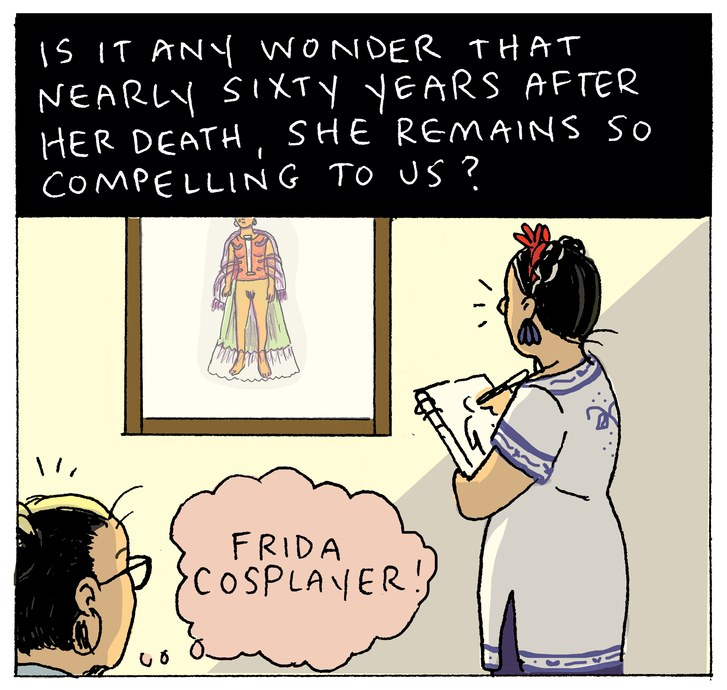 IS IT ANY WONDER THAT
NEARLY SIXTY YEARS AFTER
HER DEATH, SHE REMAINS SO
COMPELLING TO US?
FRIDA
COSPLAYER!